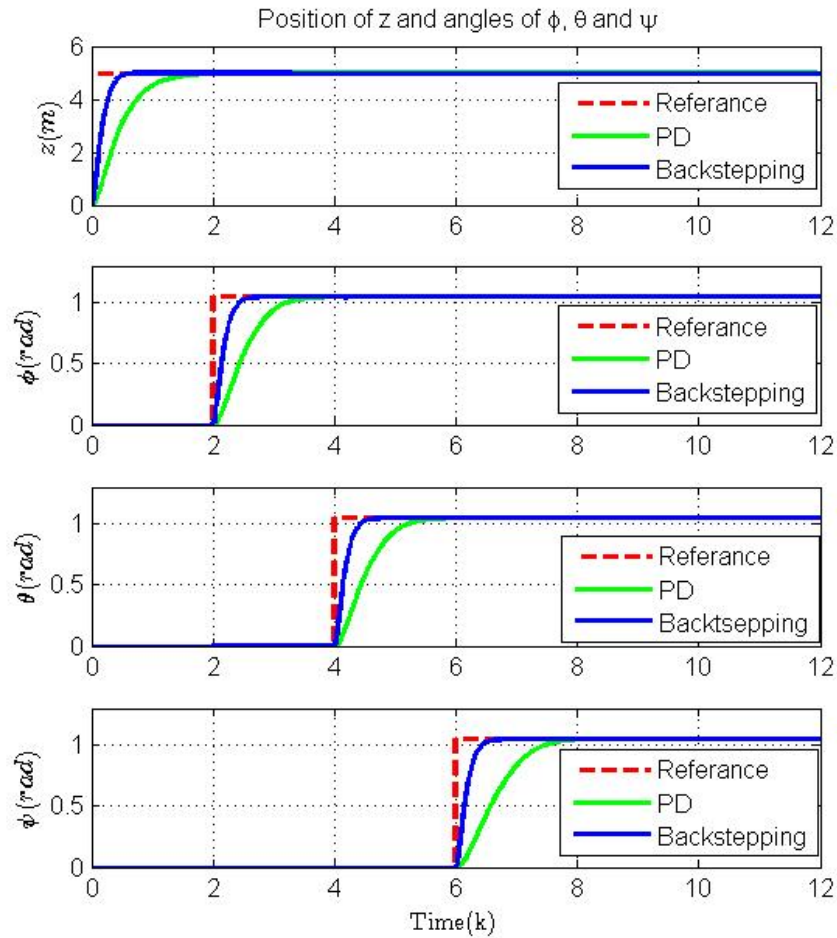 Position of z and angles of ϕ, θ and ψ
z(m)
6
4
2
0
Referance
PD
Backstepping
0 2 4 6 8 10 12
ϕ(rad)
1
0.5
0
Referance
PD
Backstepping
0 2 4 6 8 10 12
θ(rad)
1
0.5
0
Referance
PD
Backtsepping
0 2 4 6 8 10 12
ψ(rad)
1
0.5
0
Referance
PD
Backstepping
0 2 4 6 8 10 12
Time(k)